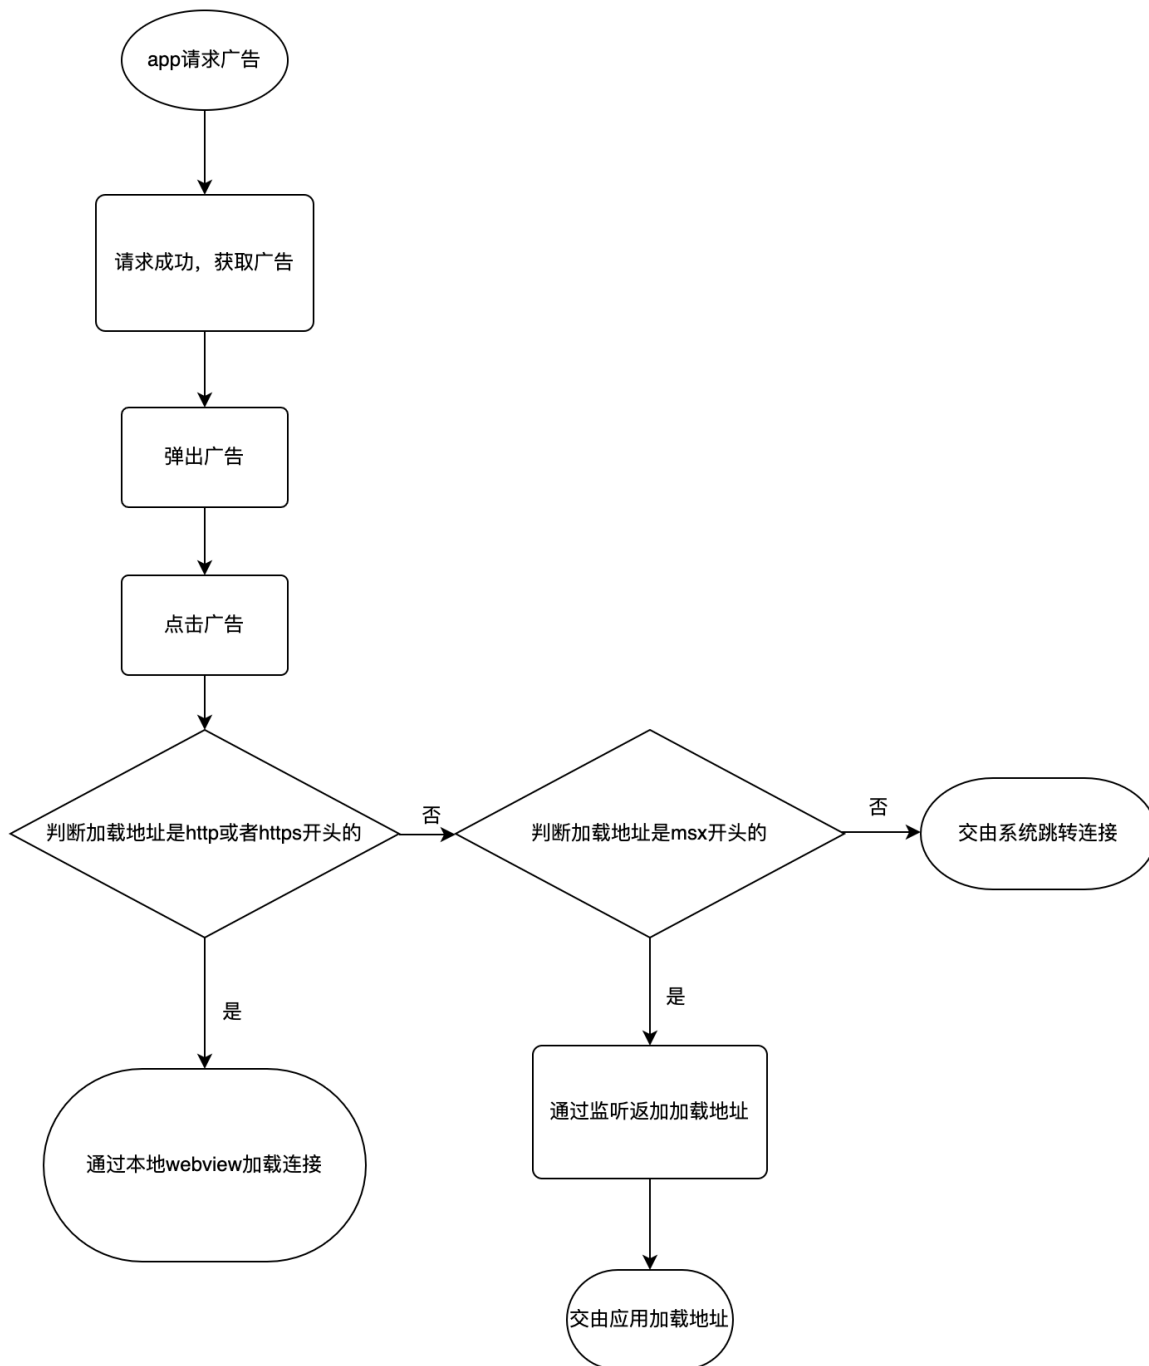 app请求广告
请求成功，获取广告
弹出广告
点击广告
判断加载地址是http或者https开头的
否
判断加载地址是msx开头的
否
交由系统跳转连接
是
是
通过监听返加加载地址
通过本地webview加载连接
交由应用加载地址